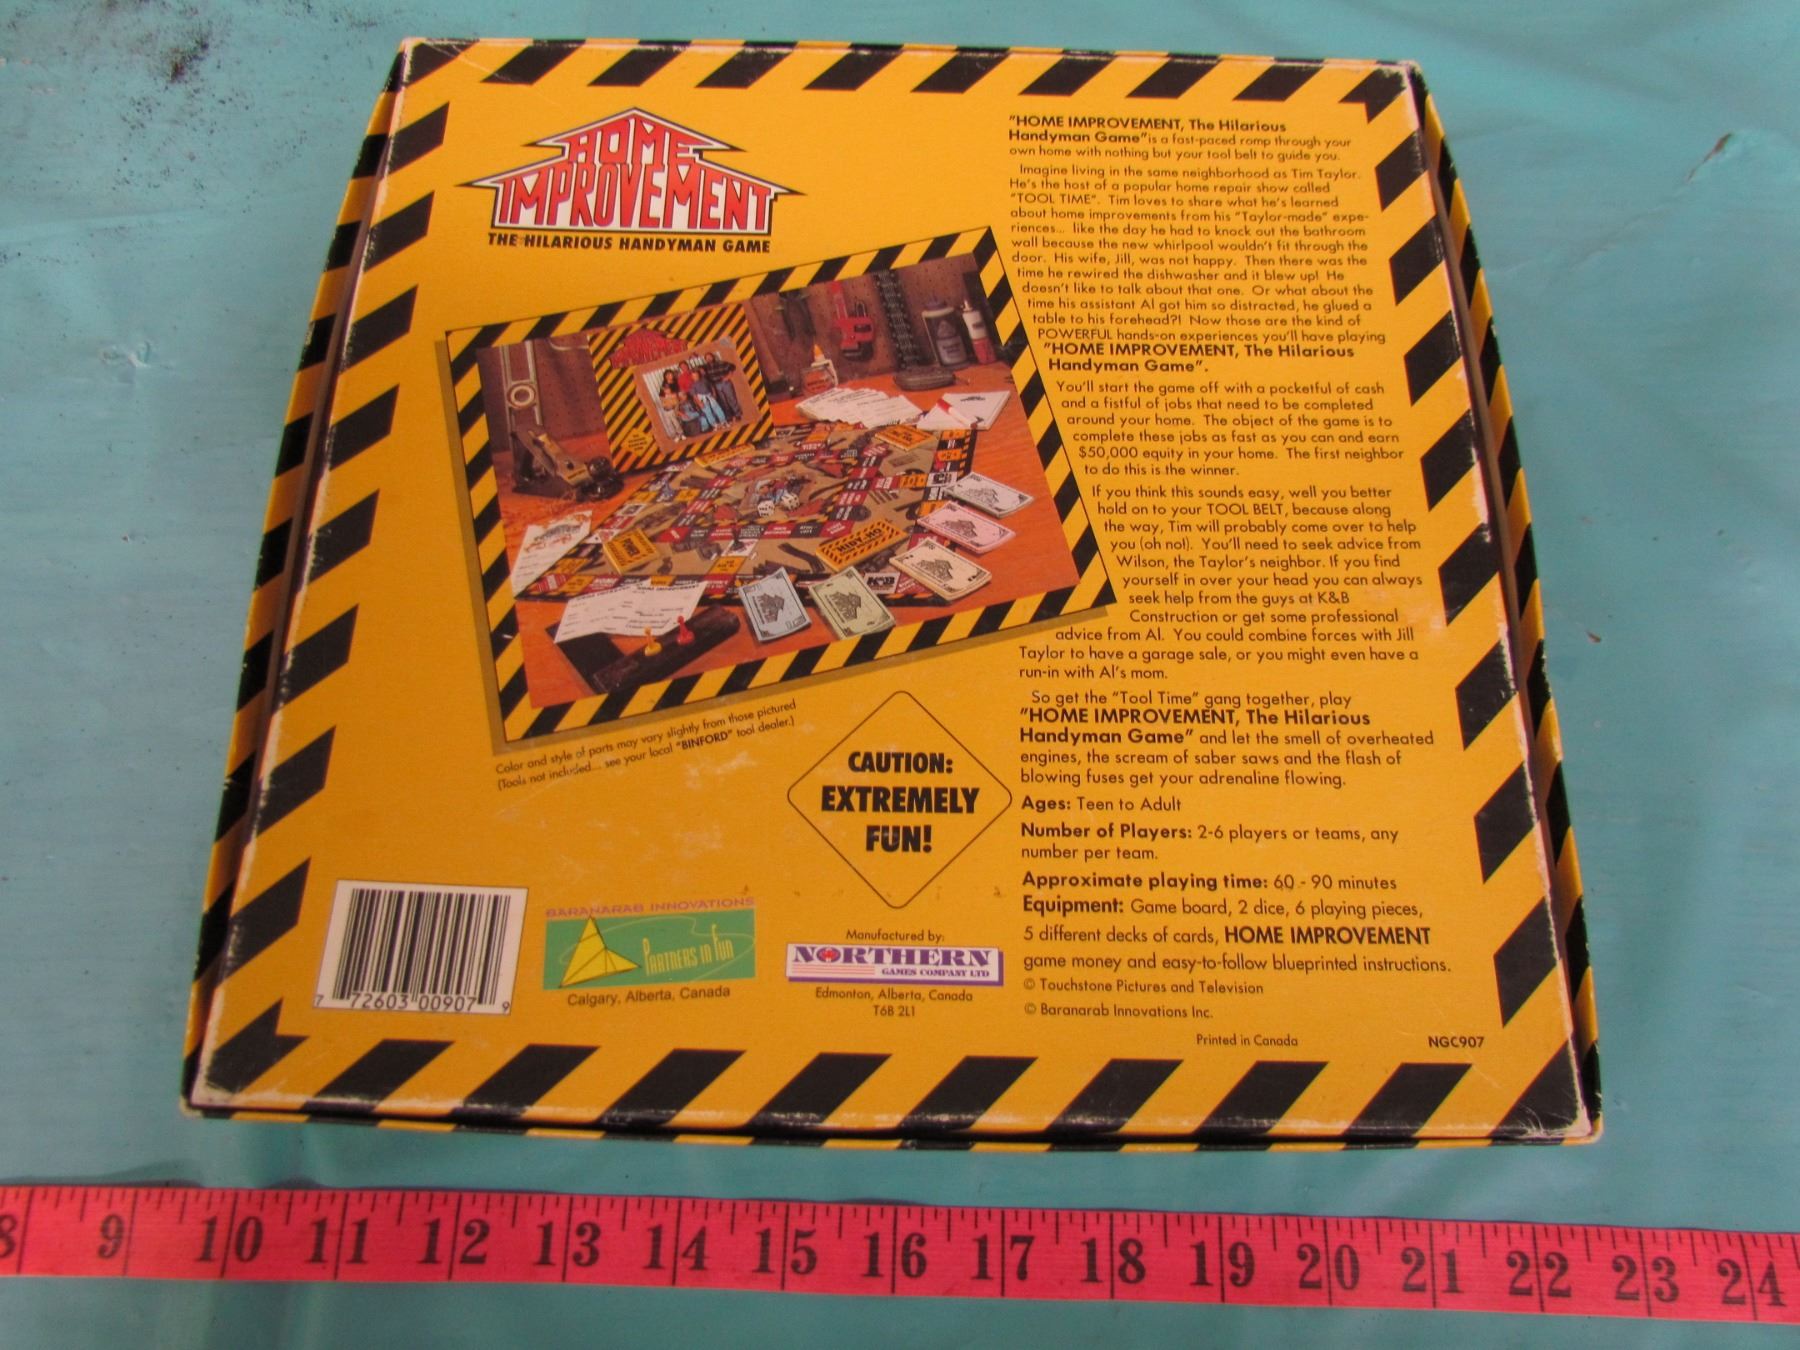 HOME
IMPROVEMENT
THE HILARIOUS HANDYMAN GAME
"HOME IMPROVEMENT, The Hilarious
Handyman Game" is a fast-paced romp through your
own home with nothing but your tool belt to guide you.
Imagine living in the same neighborhood as Tim Taylor.
He's the host of a popular home repair show called
"TOOL TIME". Tim loves to share what he's learned
about home improvements from his "Taylor-made" expe-
riences... like the day he had to knock out the bathroom
wall because the new whirlpool wouldn't fit through the
door. His wife, Jill, was not happy. Then there was the
time he rewired the dishwasher and it blew up! He
doesn't like to talk about that one. Or what about the
time his assistant Al got him so distracted, he glued a
table to his forehead?! Now those are the kind of
POWERFUL hands-on experiences you'll have playing
"HOME IMPROVEMENT, The Hilarious
Handyman Game".
You'll start the game off with a pocketful of cash
and a fistful of jobs that need to be completed
around your home. The object of the game is to
complete these jobs as fast as you can and earn
$50,000 equity in your home. The first neighbor
to do this is the winner.
If you think this sounds easy, well you better
hold on to your TOOL BELT, because along
the way, Tim will probably come over to help
you (oh no!). You'll need to seek advice from
Wilson, the Taylor's neighbor. If you find
yourself in over your head you can always
seek help from the guys at K&B
Construction or get some professional
advice from Al. You could combine forces with Jill
Taylor to have a garage sale, or you might even have a
run-in with Al's mom.
So get the "Tool Time" gang together, play
"HOME IMPROVEMENT, The Hilarious
Handyman Game" and let the smell of overheated
engines, the scream of saber saws and the flash of
blowing fuses get your adrenaline flowing.
Ages: Teen to Adult
Number of Players: 2-6 players or teams, any
number per team.
Approximate playing time: 60 - 90 minutes
Equipment: Game board, 2 dice, 6 playing pieces,
5 different decks of cards, HOME IMPROVEMENT
game money and easy-to-follow blueprinted instructions.
© Touchstone Pictures and Television
© Baranarab Innovations Inc.
Printed in Canada
NGC907
HIDY-HO
K&B
Color and style of parts may vary slightly from those pictured
(Tools not included... see your local "BINFORD" tool dealer.)
CAUTION:
EXTREMELY
FUN!
7 72603 00907 9
BARANARAB INNOVATIONS
PARTNERS IN FUN
Calgary, Alberta, Canada
Manufactured by:
NORTHERN
GAMES COMPANY LTD
Edmonton, Alberta, Canada
T6B 2L1
8 9 10 11 12 13 14 15 16 17 18 19 20 21 22 23 24